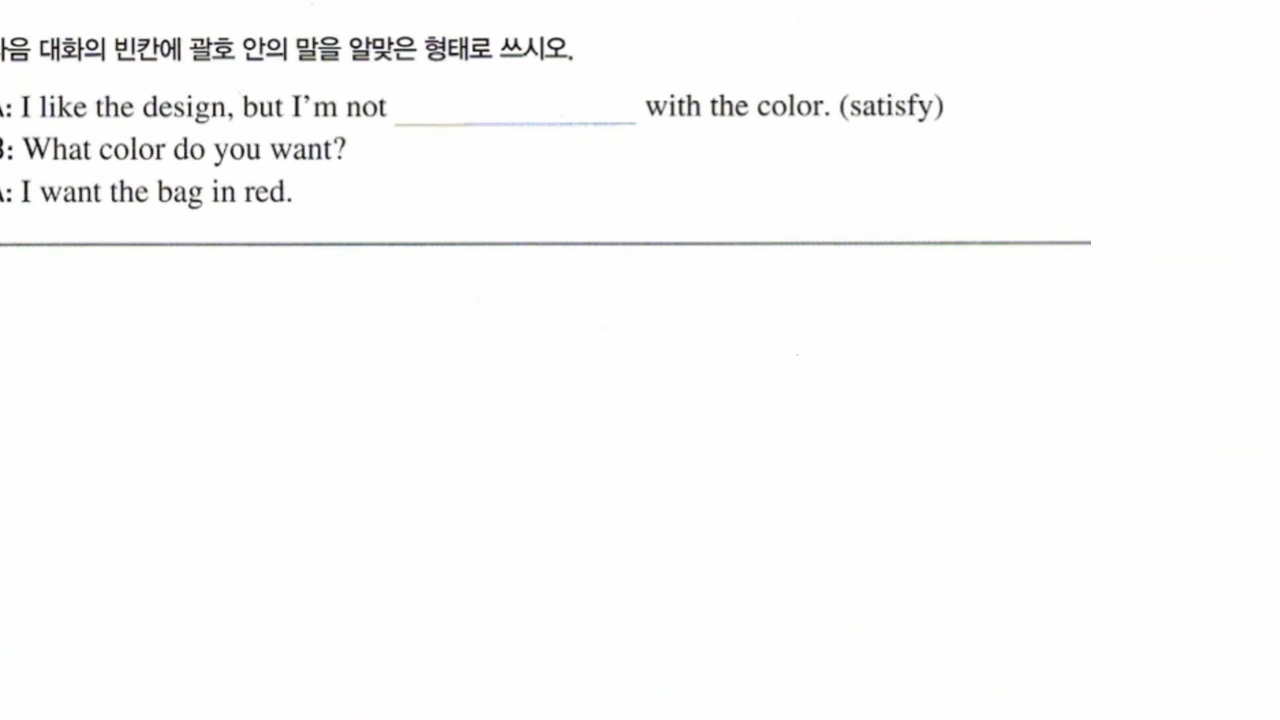 음 대화의 빈칸에 괄호 안의 말을 알맞은 형태로 쓰시오.
: I like the design, but I'm not ____________ with the color. (satisfy)
: What color do you want?
: I want the bag in red.